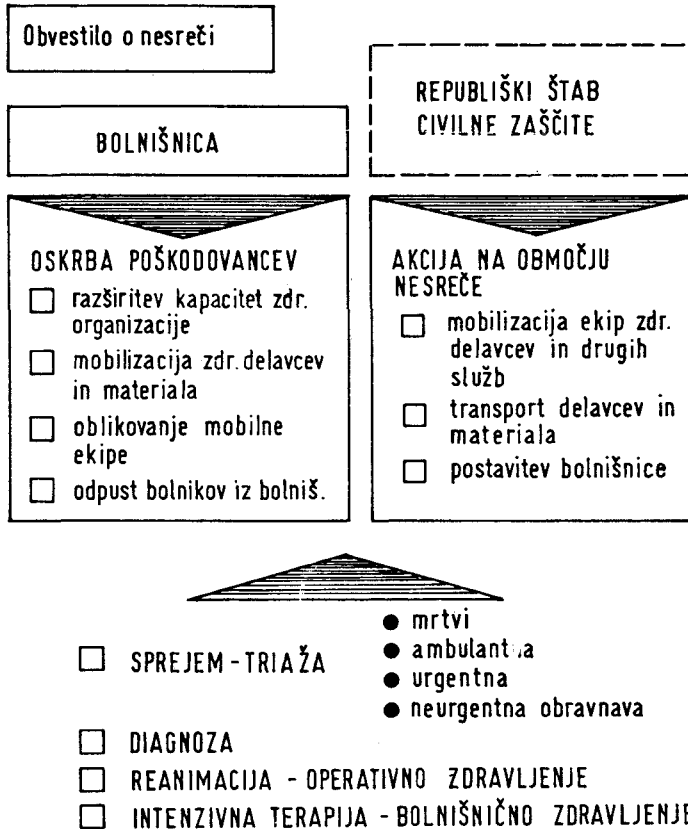 Obvestilo o nesreči
BOLNIŠNICA
REPUBLIŠKI ŠTAB
CIVILNE ZAŠČITE
OSKRBA POŠKODOVANCEV
razširitev kapacitet zdr.
organizacije
mobilizacija zdr. delavcev
in materiala
oblikovanje mobilne
ekipe
odpust bolnikov iz bolniš.
AKCIJA NA OBMOČJU
NESREČE
mobilizacija ekip zdr.
delavcev in drugih
služb
transport delavcev in
materiala
postavitev bolnišnice
SPREJEM - TRIAŽA
● mrtvi
●
● urgentna
● neurgentna obravnava
DIAGNOZA
REANIMACIJA - OPERATIVNO ZDRAVLJENJE
INTENZIVNA TERAPIJA - BOLNIŠNIČNO ZDRAVLJENJE